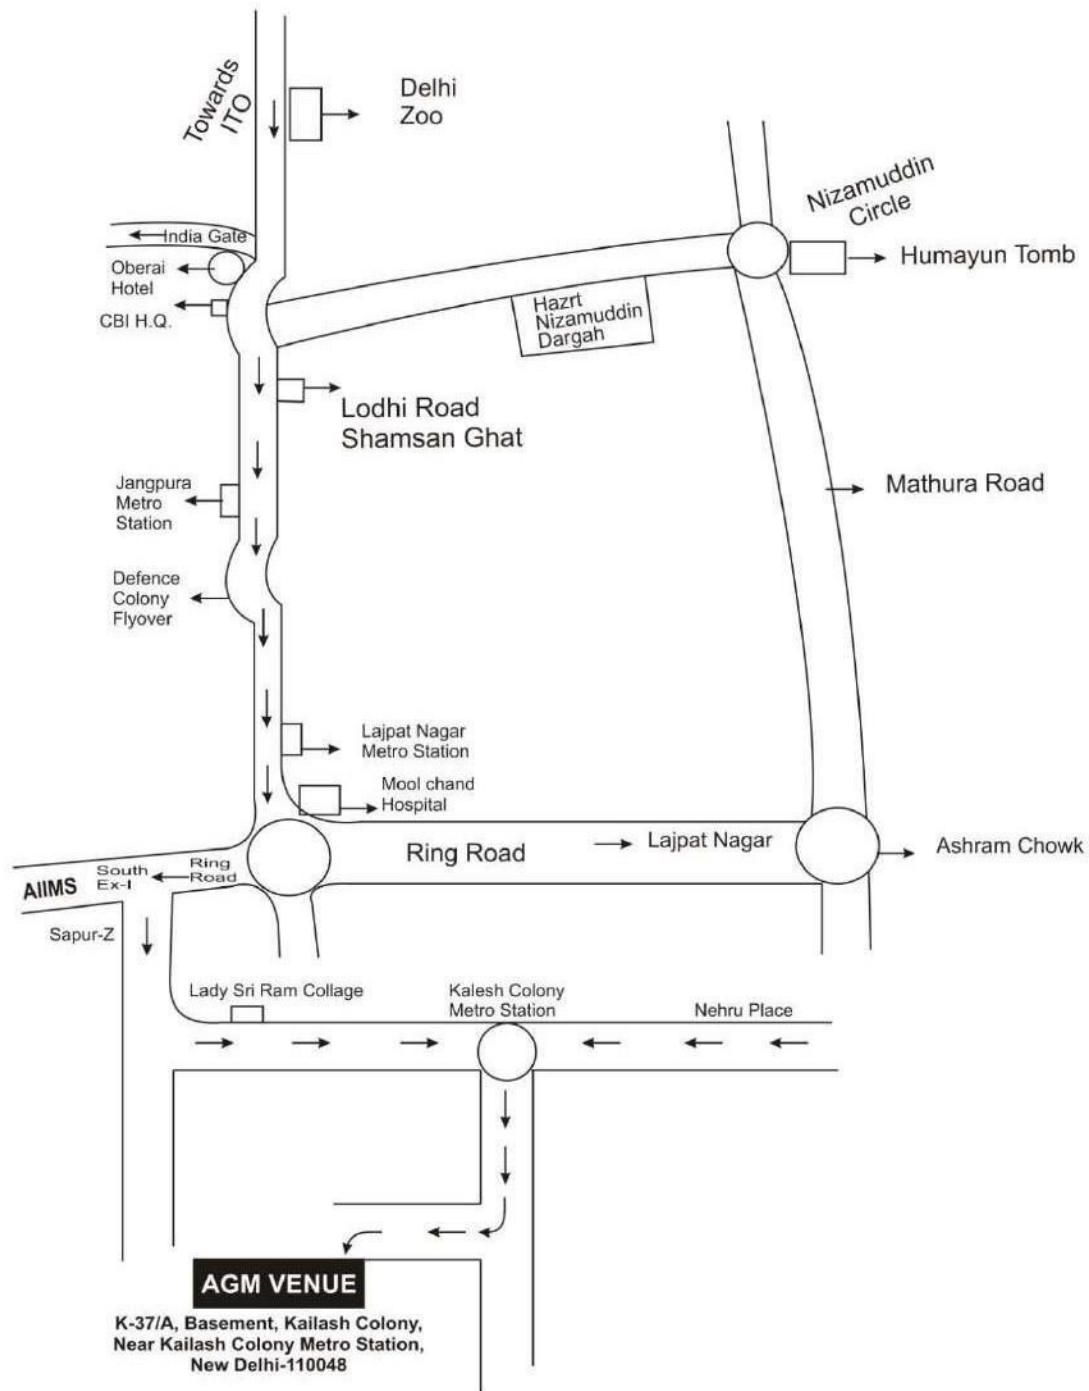 Towards
ITO
Delhi
Zoo
Nizamuddin
Circle
India Gate
Humayun Tomb
Oberai
Hotel
CBI H.Q.
Hazrt
Nizamuddin
Dargah
Lodhi Road
Shamsan Ghat
Jangpura
Metro
Station
Mathura Road
Defence
Colony
Flyover
Lajpat Nagar
Metro Station
Mool chand
Hospital
Ring Road
Lajpat Nagar
Ashram Chowk
AIIMS
South
Ex-I
Ring
Road
Sapur-Z
Lady Sri Ram Collage
Kalesh Colony
Metro Station
Nehru Place
AGM VENUE
K-37/A, Basement, Kailash Colony,
Near Kailash Colony Metro Station,
New Delhi-110048